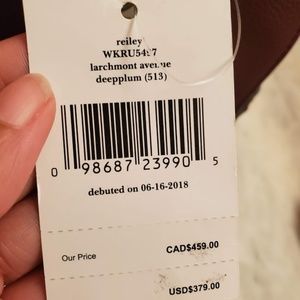 reiley
WKRU5497
larchmont avenue
deepplum (513)
0 98687 23990 5
debuted on 06-16-2018
Our Price CAD$459.00
USD$379.00